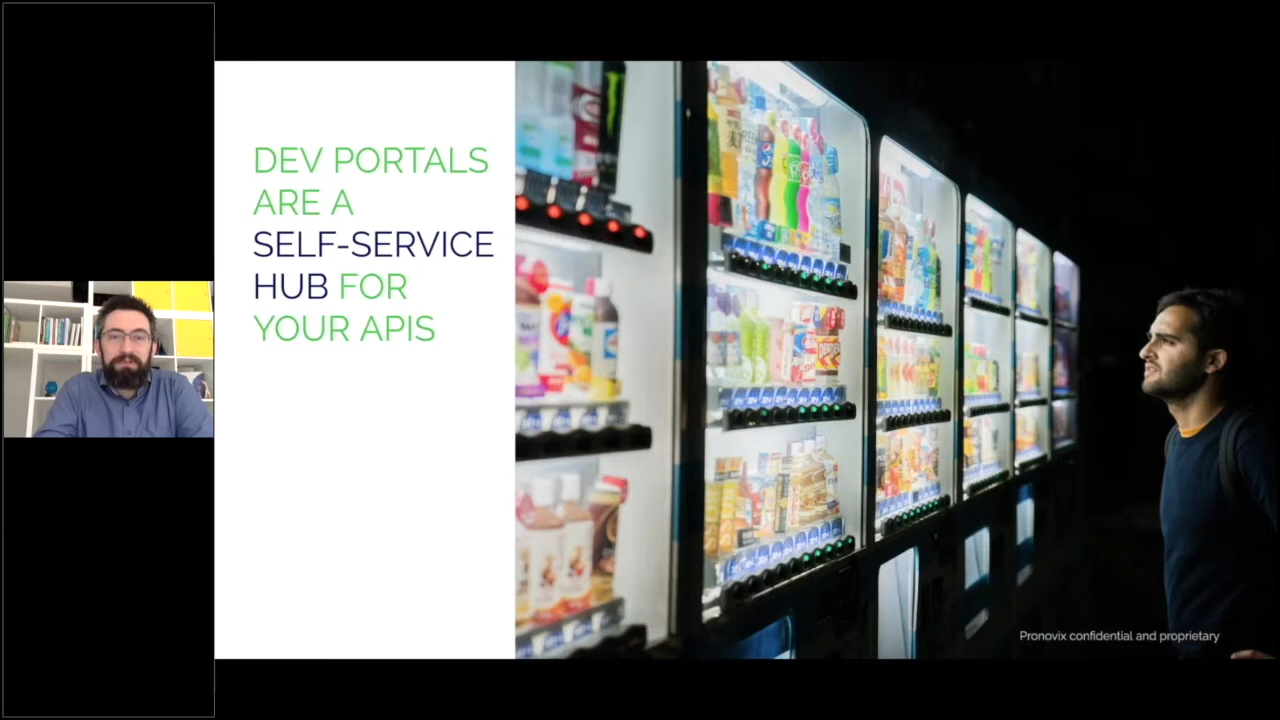 DEV PORTALS
ARE A
SELF-SERVICE
HUB FOR
YOUR APIS
Pronovix confidential and proprietary